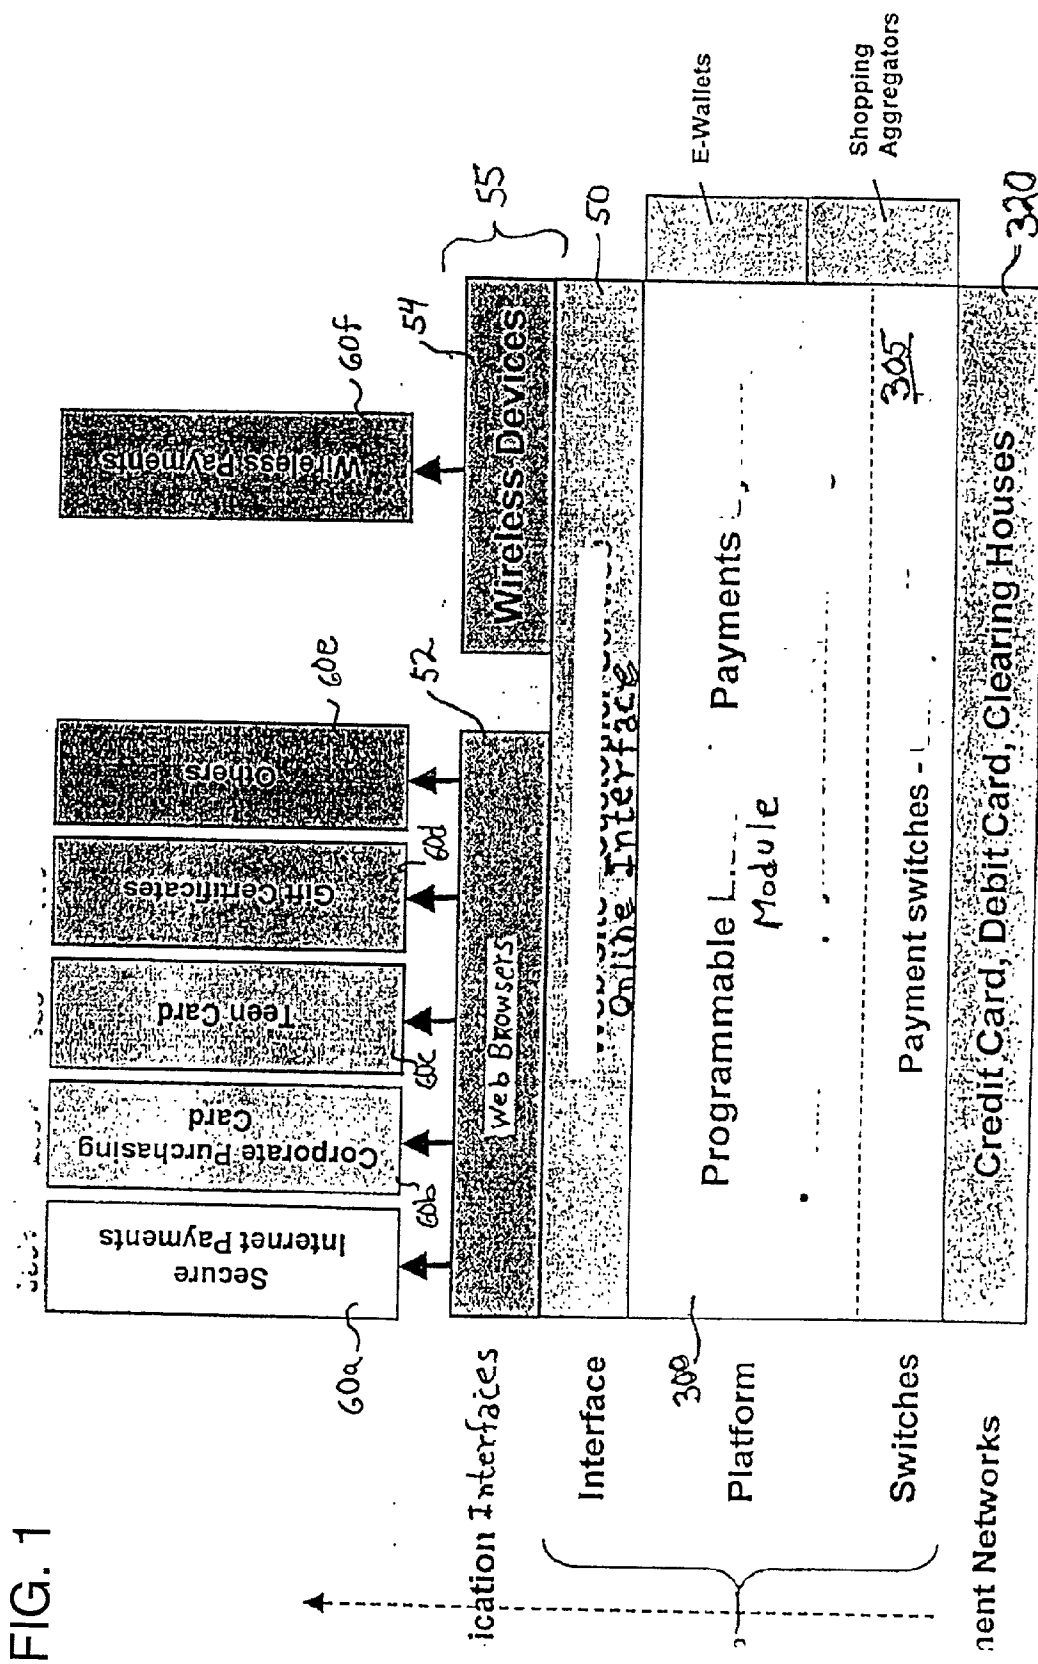 FIG. 1
Secure
Internet Payments
60a
Corporate Purchasing
Card
60b
Teen Card
60c
Gift Certificates
60d
Others
60e
Wireless Payments
60f
ication Interfaces
Web Browsers
52
Wireless Devices
54
55
Interface
Online Interface
50
Platform
300
Programmable
Module
Payments
E-Wallets
Switches
Payment switches -
305
Shopping
Aggregators
ment Networks
Credit Card, Debit Card, Clearing Houses
320